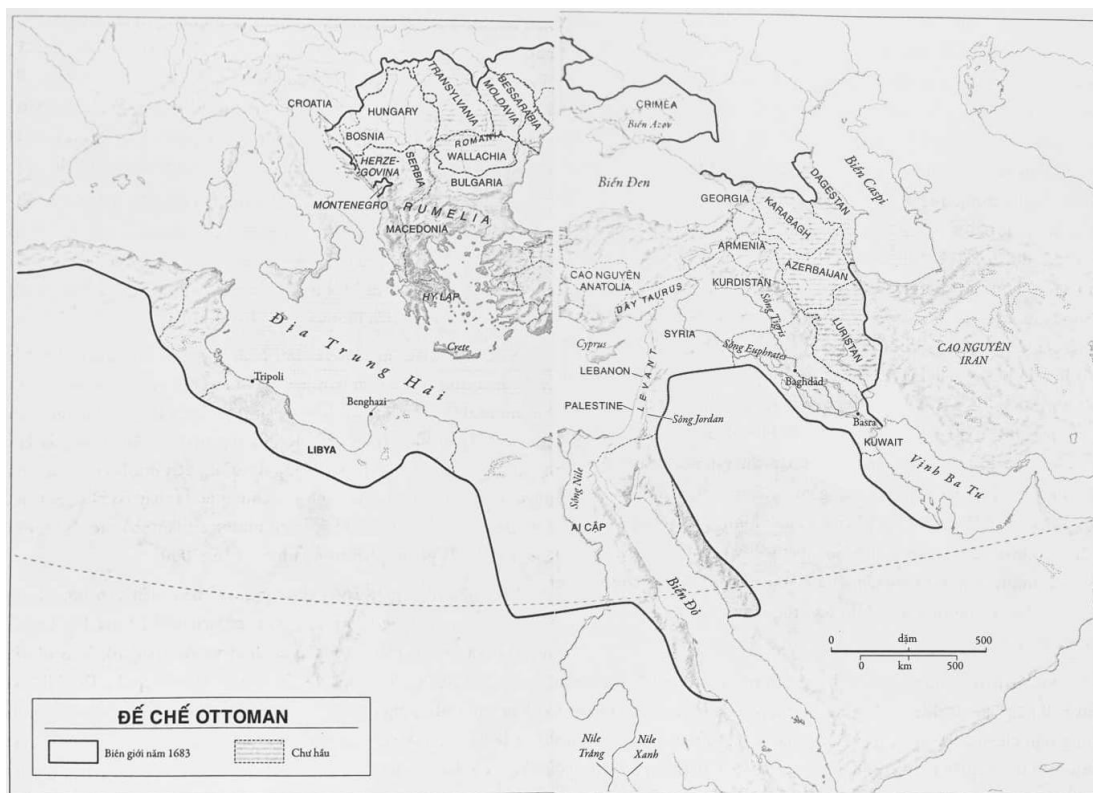 CROATIA
HUNGARY
TRANSYLVANIA
MOLDAVIA
BESSARABIA
BOSNIA
ROMANIA
WALLACHIA
HERZE-
GOVINA
SERBIA
BULGARIA
MONTENEGRO
RUMELIA
MACEDONIA
HY LẠP
Crete
Địa Trung Hải
Tripoli
Benghazi
LIBYA
CRIMEA
Biển Azov
Biển Đen
Biển Caspi
DAGESTAN
GEORGIA
KARABAGH
ARMENIA
AZERBAIJAN
CAO NGUYÊN
ANATOLIA
DÃY TAURUS
KURDISTAN
Sông Tigris
LURISTAN
SYRIA
Sông Euphrates
CAO NGUYÊN
IRAN
Cyprus
LEBANON
LEVANT
Baghdad
PALESTINE
Sông Jordan
Basra
KUWAIT
Vịnh Ba Tư
Sông Nile
AI CẬP
Biển Đỏ
0 dặm 500
0 km 500
Nile
Trắng
Nile
Xanh
ĐẾ CHẾ OTTOMAN
Biên giới năm 1683
Chư hầu